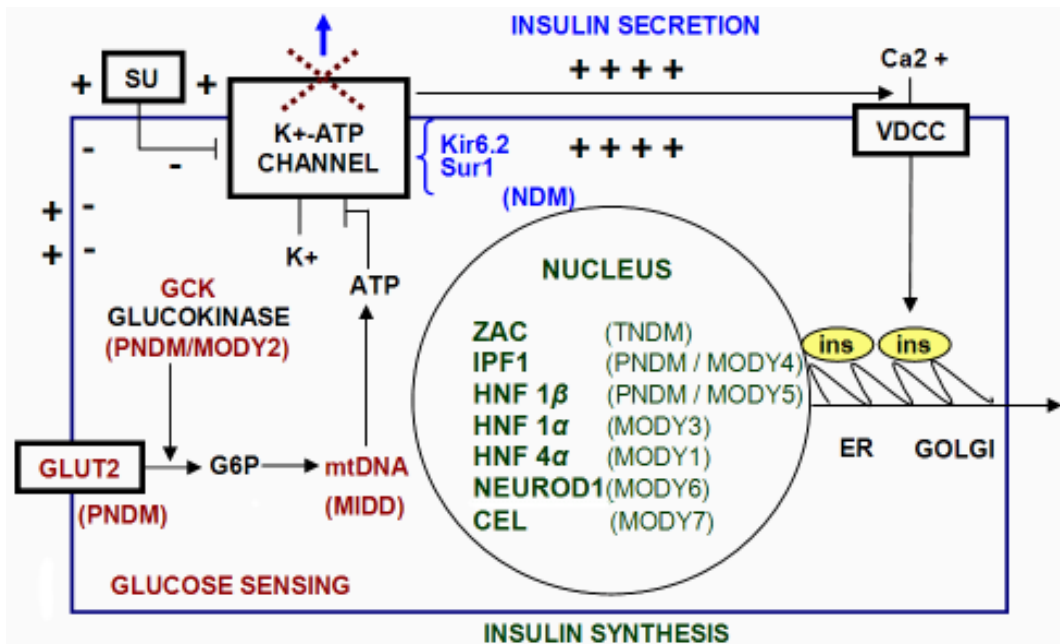 INSULIN SECRETION
+ SU +
+ + + +
Ca2 +
K+-ATP
CHANNEL
VDCC
Kir6.2
Sur1
(NDM)
+ + + +
-
-
+ -
+ -
K+
ATP
GCK
GLUCOKINASE
(PNDM/MODY2)
GLUT2
(PNDM)
G6P
mtDNA
(MIDD)
GLUCOSE SENSING
NUCLEUS
ZAC (TNDM)
IPF1 (PNDM / MODY4)
HNF 1β (PNDM / MODY5)
HNF 1α (MODY3)
HNF 4α (MODY1)
NEUROD1(MODY6)
CEL (MODY7)
ins ins
ER GOLGI
INSULIN SYNTHESIS